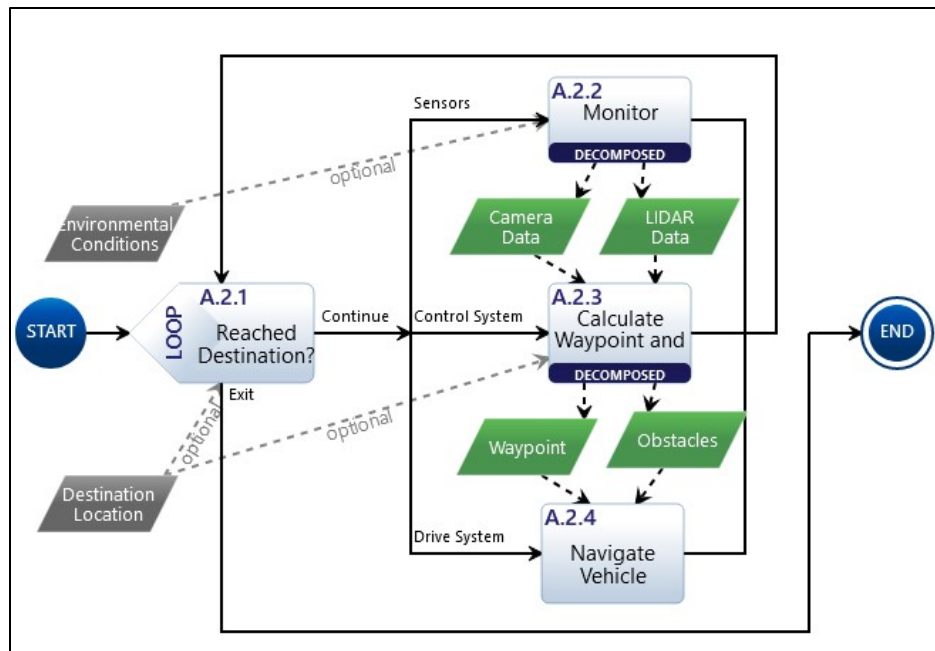 A.2.2
Sensors
Monitor
DECOMPOSED
optional
Environmental
Conditions
Camera
Data
LIDAR
Data
START
LOOP
A.2.1
Reached
Destination?
Continue
Control System
A.2.3
Calculate
Waypoint and
DECOMPOSED
END
Exit
optional
optional
Waypoint
Obstacles
Destination
Location
Drive System
A.2.4
Navigate
Vehicle